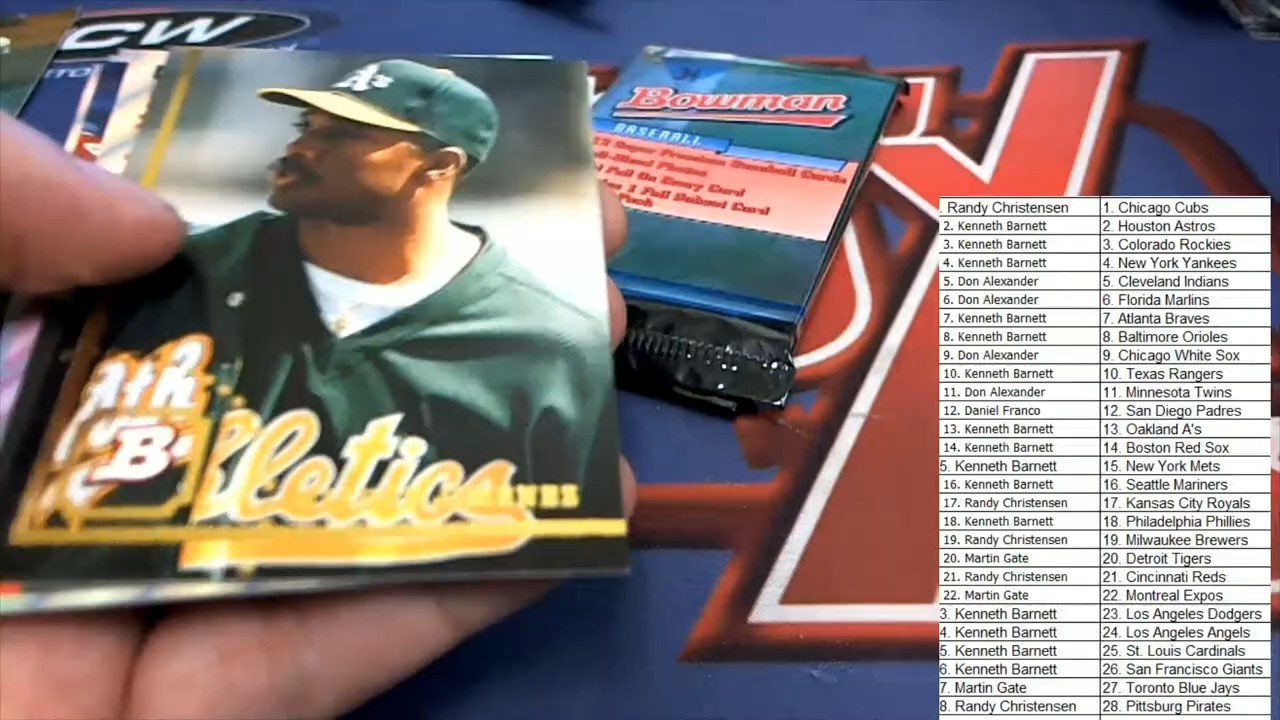 CW
A's
Athletics
B
Bowman
BASEBALL
. Randy Christensen 1. Chicago Cubs
2. Kenneth Barnett 2. Houston Astros
3. Kenneth Barnett 3. Colorado Rockies
4. Kenneth Barnett 4. New York Yankees
5. Don Alexander 5. Cleveland Indians
6. Don Alexander 6. Florida Marlins
7. Kenneth Barnett 7. Atlanta Braves
8. Kenneth Barnett 8. Baltimore Orioles
9. Don Alexander 9. Chicago White Sox
10. Kenneth Barnett 10. Texas Rangers
11. Don Alexander 11. Minnesota Twins
12. Daniel Franco 12. San Diego Padres
13. Kenneth Barnett 13. Oakland A's
14. Kenneth Barnett 14. Boston Red Sox
5. Kenneth Barnett 15. New York Mets
16. Kenneth Barnett 16. Seattle Mariners
17. Randy Christensen 17. Kansas City Royals
18. Kenneth Barnett 18. Philadelphia Phillies
19. Randy Christensen 19. Milwaukee Brewers
20. Martin Gate 20. Detroit Tigers
21. Randy Christensen 21. Cincinnati Reds
22. Martin Gate 22. Montreal Expos
3. Kenneth Barnett 23. Los Angeles Dodgers
4. Kenneth Barnett 24. Los Angeles Angels
5. Kenneth Barnett 25. St. Louis Cardinals
6. Kenneth Barnett 26. San Francisco Giants
7. Martin Gate 27. Toronto Blue Jays
8. Randy Christensen 28. Pittsburg Pirates